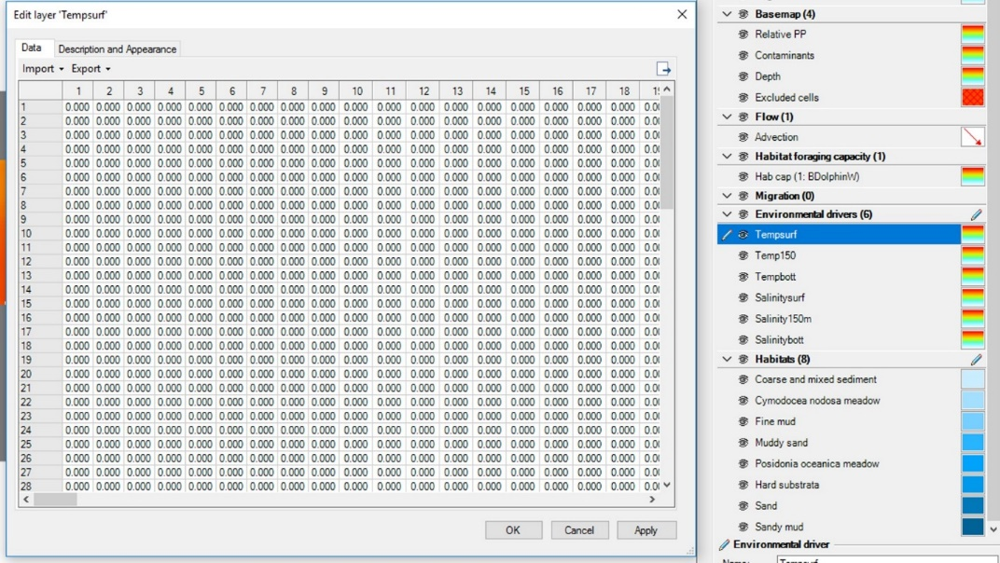 Edit layer 'Tempsurf'
Data Description and Appearance
Import Export
1 2 3 4 5 6 7 8 9 10 11 12 13 14 15 16 17 18
1 0.000 0.000 0.000 0.000 0.000 0.000 0.000 0.000 0.000 0.000 0.000 0.000 0.000 0.000 0.000 0.000 0.000 0.000
2 0.000 0.000 0.000 0.000 0.000 0.000 0.000 0.000 0.000 0.000 0.000 0.000 0.000 0.000 0.000 0.000 0.000 0.000
3 0.000 0.000 0.000 0.000 0.000 0.000 0.000 0.000 0.000 0.000 0.000 0.000 0.000 0.000 0.000 0.000 0.000 0.000
4 0.000 0.000 0.000 0.000 0.000 0.000 0.000 0.000 0.000 0.000 0.000 0.000 0.000 0.000 0.000 0.000 0.000 0.000
5 0.000 0.000 0.000 0.000 0.000 0.000 0.000 0.000 0.000 0.000 0.000 0.000 0.000 0.000 0.000 0.000 0.000 0.000
6 0.000 0.000 0.000 0.000 0.000 0.000 0.000 0.000 0.000 0.000 0.000 0.000 0.000 0.000 0.000 0.000 0.000 0.000
7 0.000 0.000 0.000 0.000 0.000 0.000 0.000 0.000 0.000 0.000 0.000 0.000 0.000 0.000 0.000 0.000 0.000 0.000
8 0.000 0.000 0.000 0.000 0.000 0.000 0.000 0.000 0.000 0.000 0.000 0.000 0.000 0.000 0.000 0.000 0.000 0.000
9 0.000 0.000 0.000 0.000 0.000 0.000 0.000 0.000 0.000 0.000 0.000 0.000 0.000 0.000 0.000 0.000 0.000 0.000
10 0.000 0.000 0.000 0.000 0.000 0.000 0.000 0.000 0.000 0.000 0.000 0.000 0.000 0.000 0.000 0.000 0.000 0.000
11 0.000 0.000 0.000 0.000 0.000 0.000 0.000 0.000 0.000 0.000 0.000 0.000 0.000 0.000 0.000 0.000 0.000 0.000
12 0.000 0.000 0.000 0.000 0.000 0.000 0.000 0.000 0.000 0.000 0.000 0.000 0.000 0.000 0.000 0.000 0.000 0.000
13 0.000 0.000 0.000 0.000 0.000 0.000 0.000 0.000 0.000 0.000 0.000 0.000 0.000 0.000 0.000 0.000 0.000 0.000
14 0.000 0.000 0.000 0.000 0.000 0.000 0.000 0.000 0.000 0.000 0.000 0.000 0.000 0.000 0.000 0.000 0.000 0.000
15 0.000 0.000 0.000 0.000 0.000 0.000 0.000 0.000 0.000 0.000 0.000 0.000 0.000 0.000 0.000 0.000 0.000 0.000
16 0.000 0.000 0.000 0.000 0.000 0.000 0.000 0.000 0.000 0.000 0.000 0.000 0.000 0.000 0.000 0.000 0.000 0.000
17 0.000 0.000 0.000 0.000 0.000 0.000 0.000 0.000 0.000 0.000 0.000 0.000 0.000 0.000 0.000 0.000 0.000 0.000
18 0.000 0.000 0.000 0.000 0.000 0.000 0.000 0.000 0.000 0.000 0.000 0.000 0.000 0.000 0.000 0.000 0.000 0.000
19 0.000 0.000 0.000 0.000 0.000 0.000 0.000 0.000 0.000 0.000 0.000 0.000 0.000 0.000 0.000 0.000 0.000 0.000
20 0.000 0.000 0.000 0.000 0.000 0.000 0.000 0.000 0.000 0.000 0.000 0.000 0.000 0.000 0.000 0.000 0.000 0.000
21 0.000 0.000 0.000 0.000 0.000 0.000 0.000 0.000 0.000 0.000 0.000 0.000 0.000 0.000 0.000 0.000 0.000 0.000
22 0.000 0.000 0.000 0.000 0.000 0.000 0.000 0.000 0.000 0.000 0.000 0.000 0.000 0.000 0.000 0.000 0.000 0.000
23 0.000 0.000 0.000 0.000 0.000 0.000 0.000 0.000 0.000 0.000 0.000 0.000 0.000 0.000 0.000 0.000 0.000 0.000
24 0.000 0.000 0.000 0.000 0.000 0.000 0.000 0.000 0.000 0.000 0.000 0.000 0.000 0.000 0.000 0.000 0.000 0.000
25 0.000 0.000 0.000 0.000 0.000 0.000 0.000 0.000 0.000 0.000 0.000 0.000 0.000 0.000 0.000 0.000 0.000 0.000
26 0.000 0.000 0.000 0.000 0.000 0.000 0.000 0.000 0.000 0.000 0.000 0.000 0.000 0.000 0.000 0.000 0.000 0.000
27 0.000 0.000 0.000 0.000 0.000 0.000 0.000 0.000 0.000 0.000 0.000 0.000 0.000 0.000 0.000 0.000 0.000 0.000
28 0.000 0.000 0.000 0.000 0.000 0.000 0.000 0.000 0.000 0.000 0.000 0.000 0.000 0.000 0.000 0.000 0.000 0.000
OK Cancel Apply
Basemap (4)
Relative PP
Contaminants
Depth
Excluded cells
Flow (1)
Advection
Habitat foraging capacity (1)
Hab cap (1: BDolphinW)
Migration (0)
Environmental drivers (6)
Tempsurf
Temp150
Tempbott
Salinitysurf
Salinity150m
Salinitybott
Habitats (8)
Coarse and mixed sediment
Cymodocea nodosa meadow
Fine mud
Muddy sand
Posidonia oceanica meadow
Hard substrata
Sand
Sandy mud
Environmental driver
Name: Tempsurf